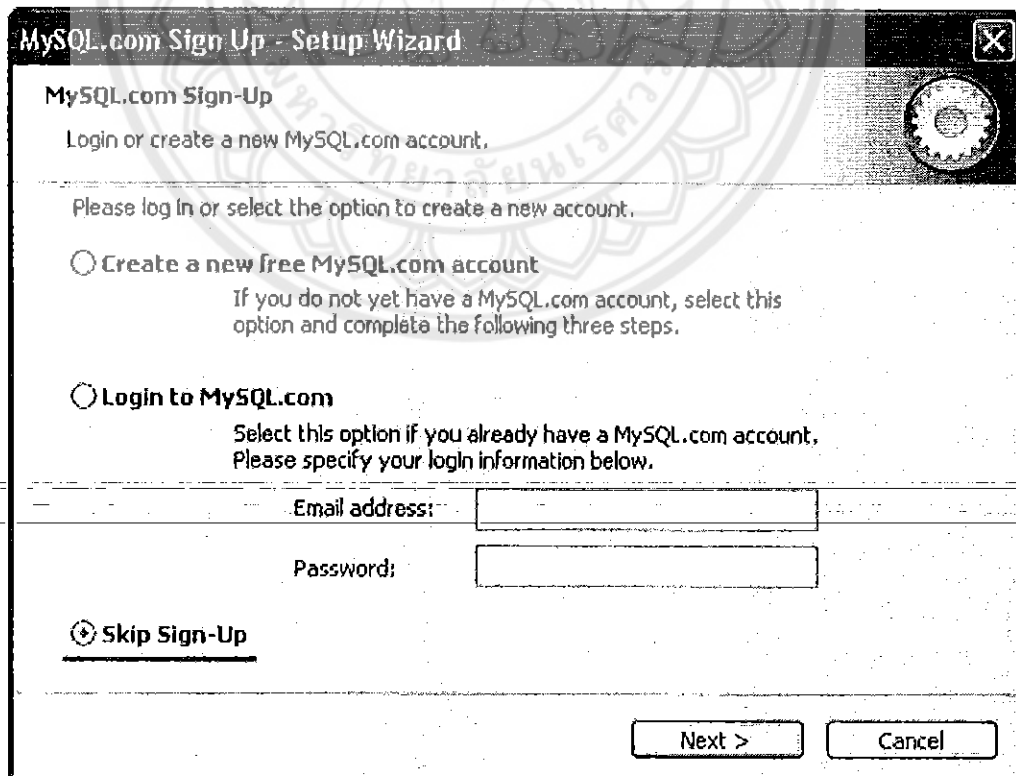 MySQL.com Sign Up - Setup Wizard
MySQL.com Sign-Up
Login or create a new MySQL.com account.
Please log in or select the option to create a new account.
Create a new free MySQL.com account
If you do not yet have a MySQL.com account, select this
option and complete the following three steps.
Login to MySQL.com
Select this option if you already have a MySQL.com account.
Please specify your login information below.
Email address:
Password:
Skip Sign-Up
Next >
Cancel